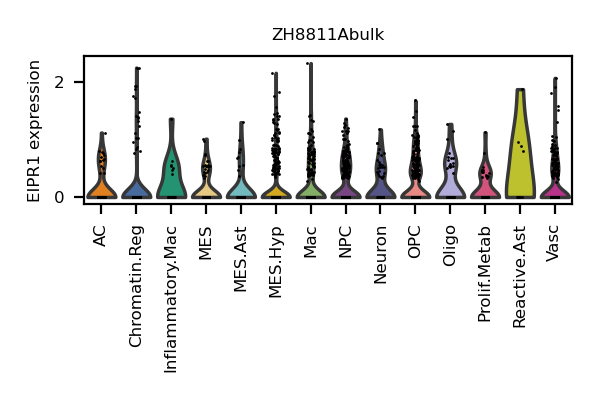 ZH8811Abulk
EIPR1 expression
2
0
AC
Chromatin.Reg
Inflammatory.Mac
MES
MES.Ast
MES.Hyp
Mac
NPC
Neuron
OPC
Oligo
Prolif.Metab
Reactive.Ast
Vasc